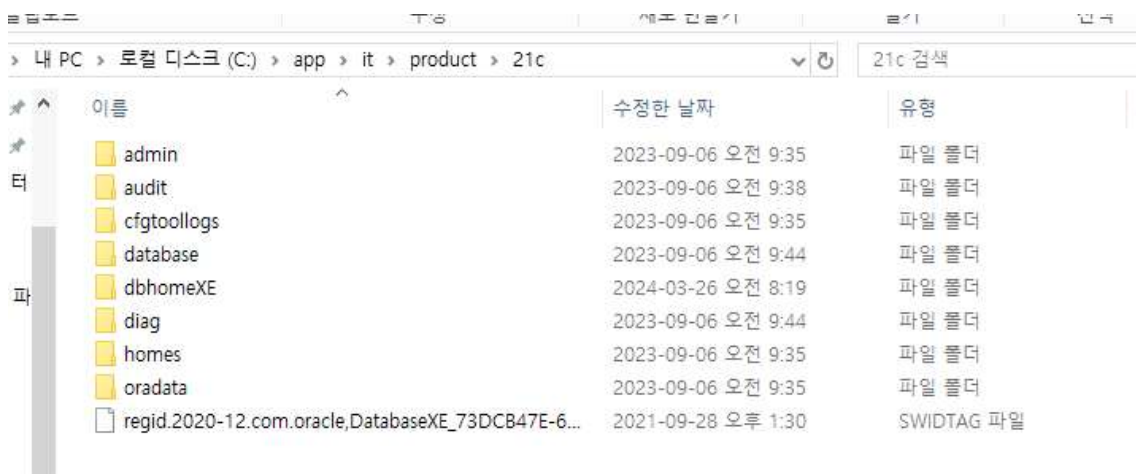 내 PC > 로컬 디스크 (C:) > app > it > product > 21c
21c 검색
이름 수정한 날짜 유형
admin 2023-09-06 오전 9:35 파일 폴더
audit 2023-09-06 오전 9:38 파일 폴더
cfgtoollogs 2023-09-06 오전 9:35 파일 폴더
database 2023-09-06 오전 9:44 파일 폴더
dbhomeXE 2024-03-26 오전 8:19 파일 폴더
diag 2023-09-06 오전 9:44 파일 폴더
homes 2023-09-06 오전 9:35 파일 폴더
oradata 2023-09-06 오전 9:35 파일 폴더
regid.2020-12.com.oracle,DatabaseXE_73DCB47E-6... 2021-09-28 오후 1:30 SWIDTAG 파일
터
파